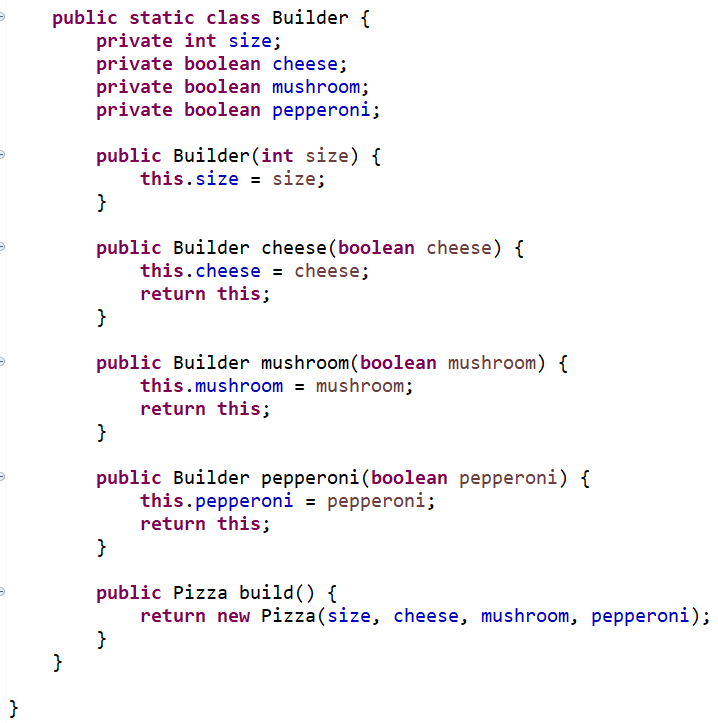 public static class Builder {
private int size;
private boolean cheese;
private boolean mushroom;
private boolean pepperoni;
public Builder(int size) {
this.size = size;
}
public Builder cheese(boolean cheese) {
this.cheese = cheese;
return this;
}
public Builder mushroom(boolean mushroom) {
this.mushroom = mushroom;
return this;
}
public Builder pepperoni(boolean pepperoni) {
this.pepperoni = pepperoni;
return this;
}
public Pizza build() {
return new Pizza(size, cheese, mushroom, pepperoni);
}
}
}